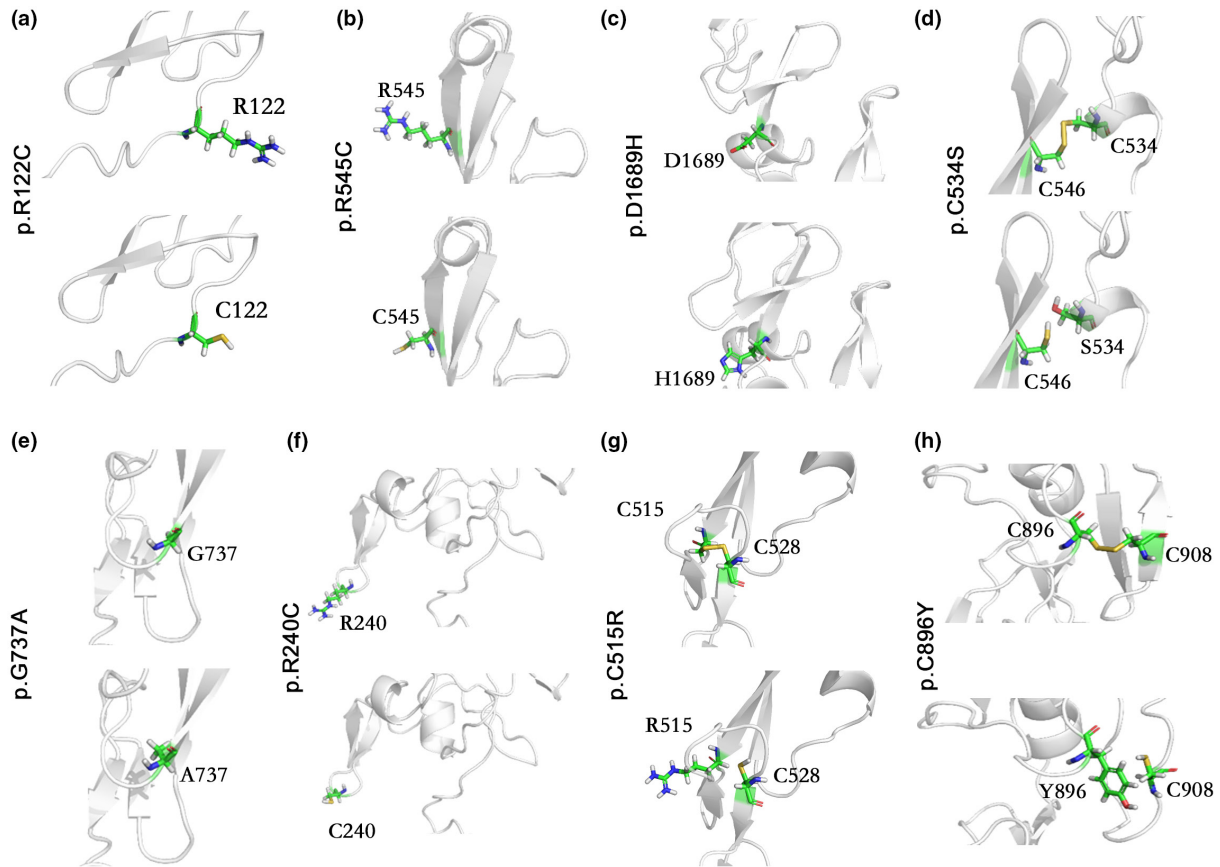 (a)
p.R122C
R122
C122
(b)
p.R545C
R545
C545
(c)
p.D1689H
D1689
H1689
(d)
p.C534S
C534
C546
S534
C546
(e)
p.G737A
G737
A737
(f)
p.R240C
R240
C240
(g)
p.C515R
C515
C528
R515
C528
(h)
p.C896Y
C896
C908
Y896
C908